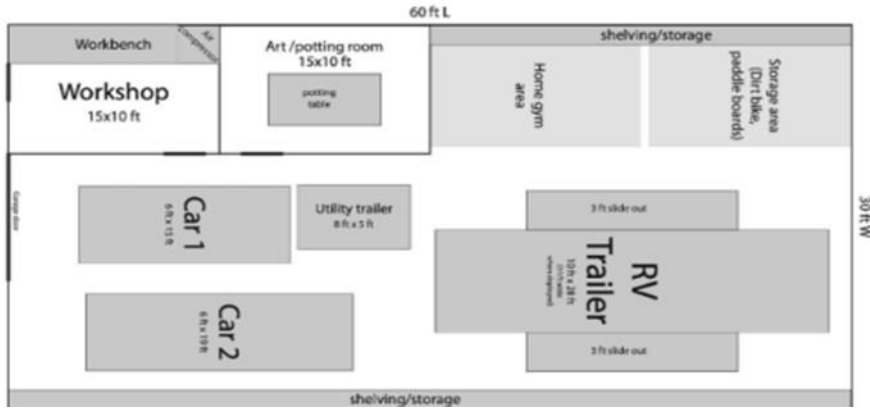 60 ft L
Workbench
Air
Compressor
Art /potting room
15x10 ft
shelving/storage
Workshop
15x10 ft
potting
table
Home gym
area
Storage area
(Dirt bike,
paddle boards)
Garage door
Car 1
6 ft x 15 ft
Utility trailer
8 ft x 5 ft
3 ft slide out
30 ft W
RV
Trailer
10 ft x 28 ft
when deployed)
Car 2
6 ft x 19 ft
3 ft slide out
shelving/storage